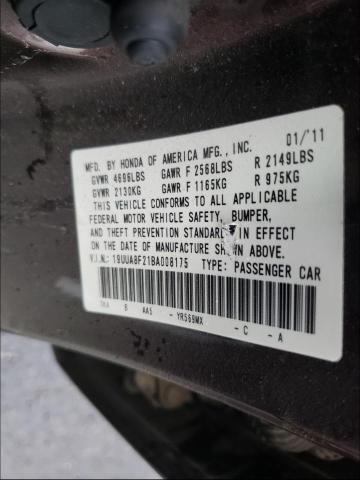 MFD. BY HONDA OF AMERICA MFG., INC. 01/'11
GVWR 4696LBS GAWR F 2568LBS R 2149LBS
GVWR 2130KG GAWR F 1165KG R 975KG
THIS VEHICLE CONFORMS TO ALL APPLICABLE
FEDERAL MOTOR VEHICLE SAFETY, BUMPER,
AND THEFT PREVENTION STANDARDS IN EFFECT
ON THE DATE OF MANUFACTURE SHOWN ABOVE.
V.I.N.: 19UUA8F21BA008175 TYPE: PASSENGER CAR
B AA5 - YR569MX - C - A